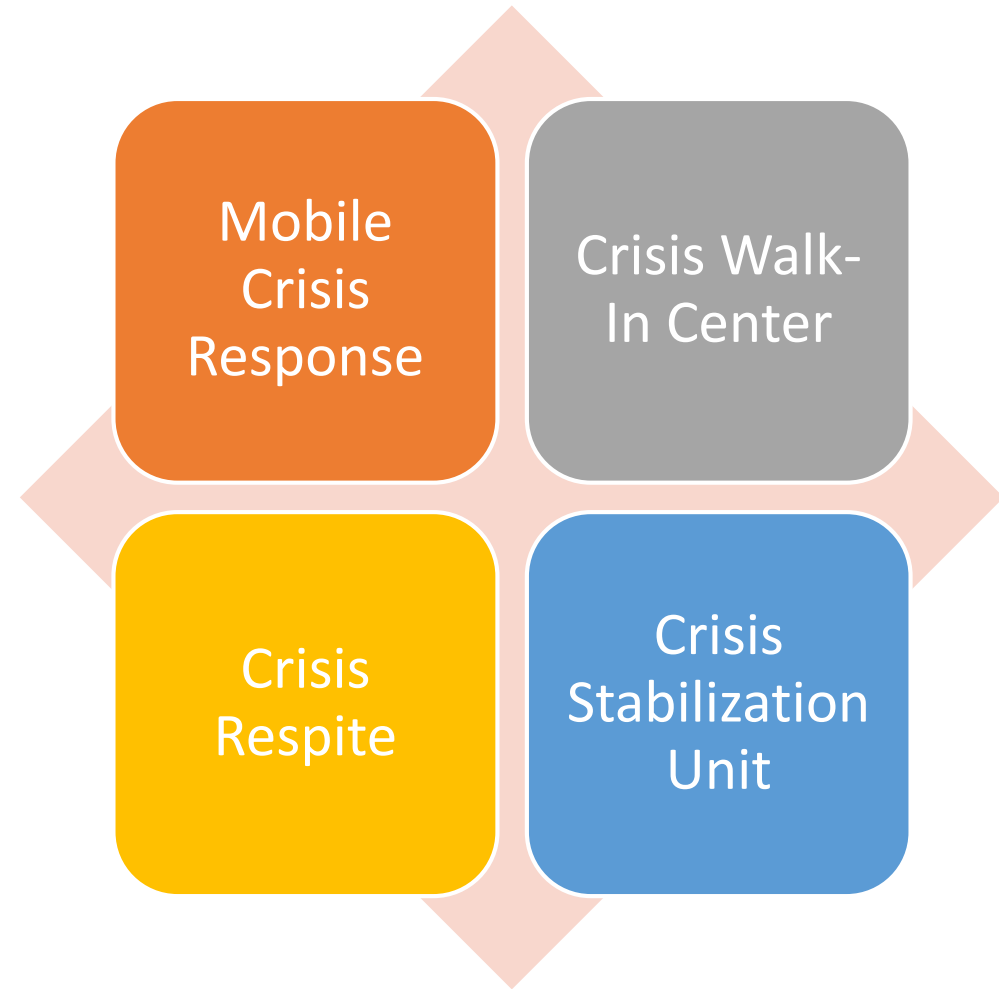 Mobile
Crisis
Response
Crisis Walk-
In Center
Crisis
Respite
Crisis
Stabilization
Unit